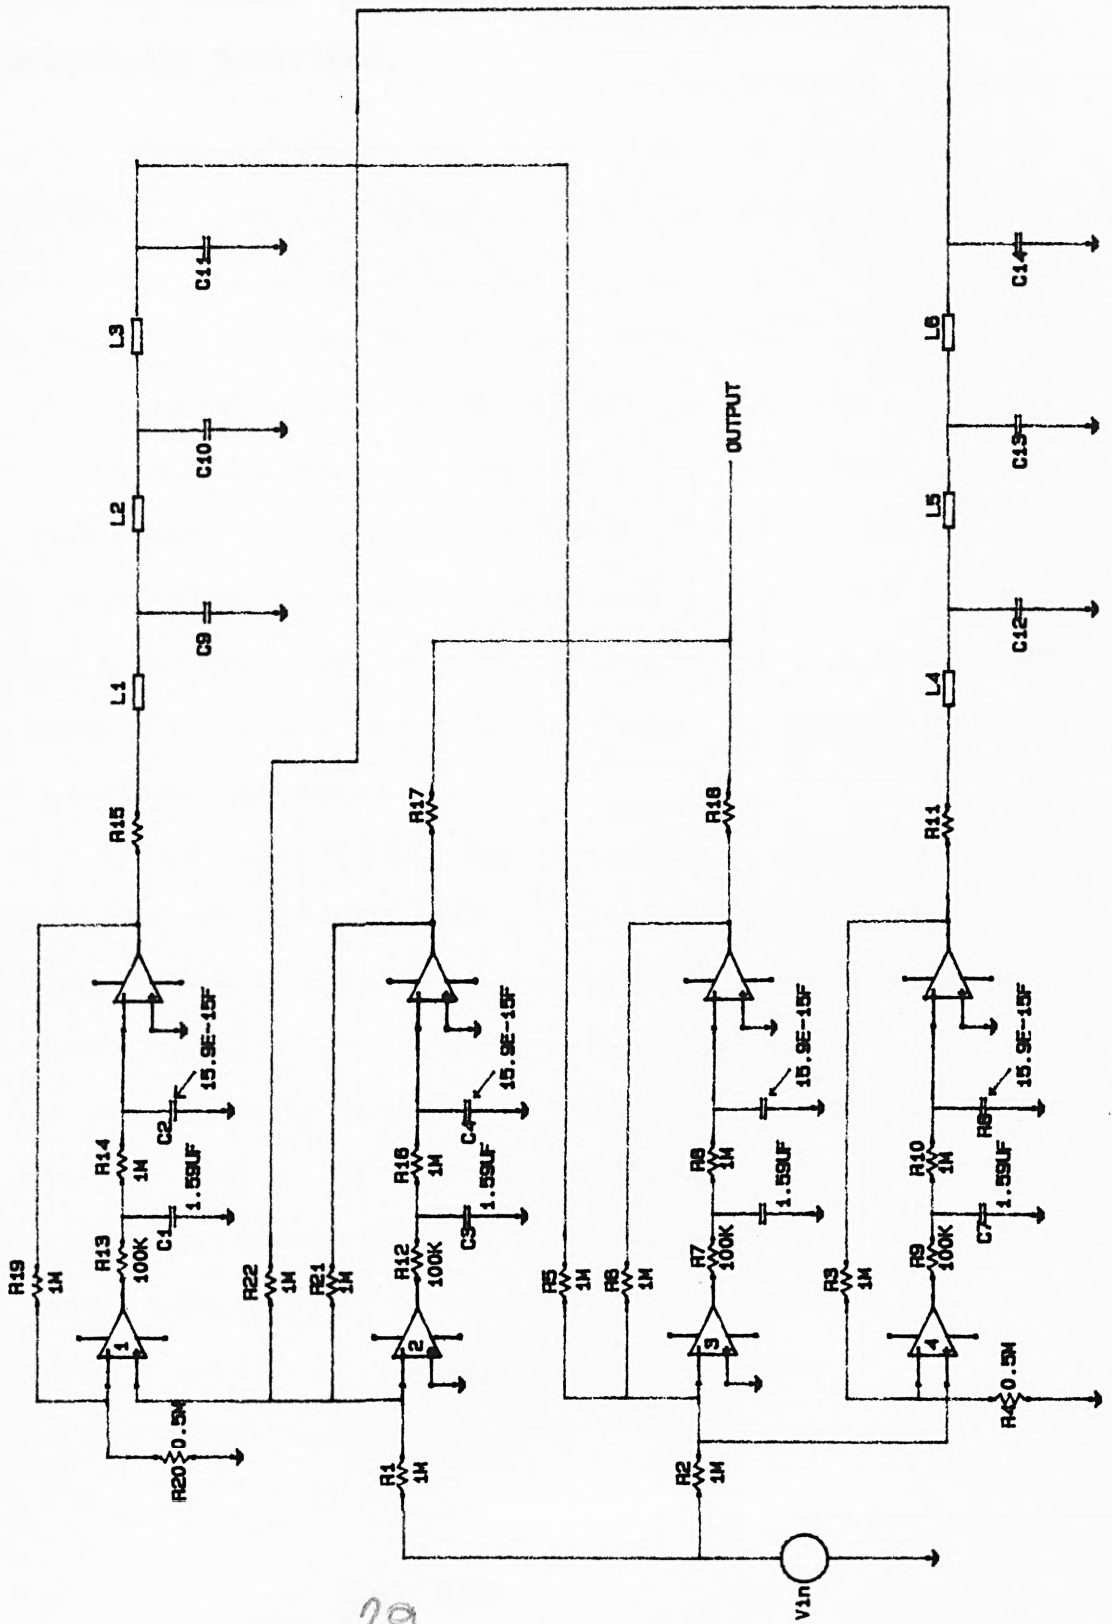 C11
L3
C10
L2
C9
L1
R15
R19
1M
R14
1M
C2
15.9E-15F
R13
100K
C1
1.59UF
1
R20 0.5M
R22
1M
R21
1M
R17
R16
1M
C4
15.9E-15F
R12
100K
C3
1.59UF
2
R1
1M
OUTPUT
R18
R5
1M
R6
1M
R8
1M
15.9E-15F
R7
100K
1.59UF
3
R2
1M
Vin
C14
L6
C13
L5
C12
L4
R11
R3
1M
R10
1M
R8
15.9E-15F
R9
100K
C7
1.59UF
4
R4 0.5M
29